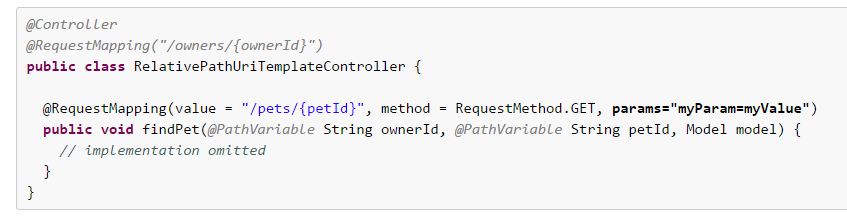 @Controller
@RequestMapping("/owners/{ownerId}")
public class RelativePathUriTemplateController {
@RequestMapping(value = "/pets/{petId}", method = RequestMethod.GET, params="myParam=myValue")
public void findPet(@PathVariable String ownerId, @PathVariable String petId, Model model) {
// implementation omitted
}
}